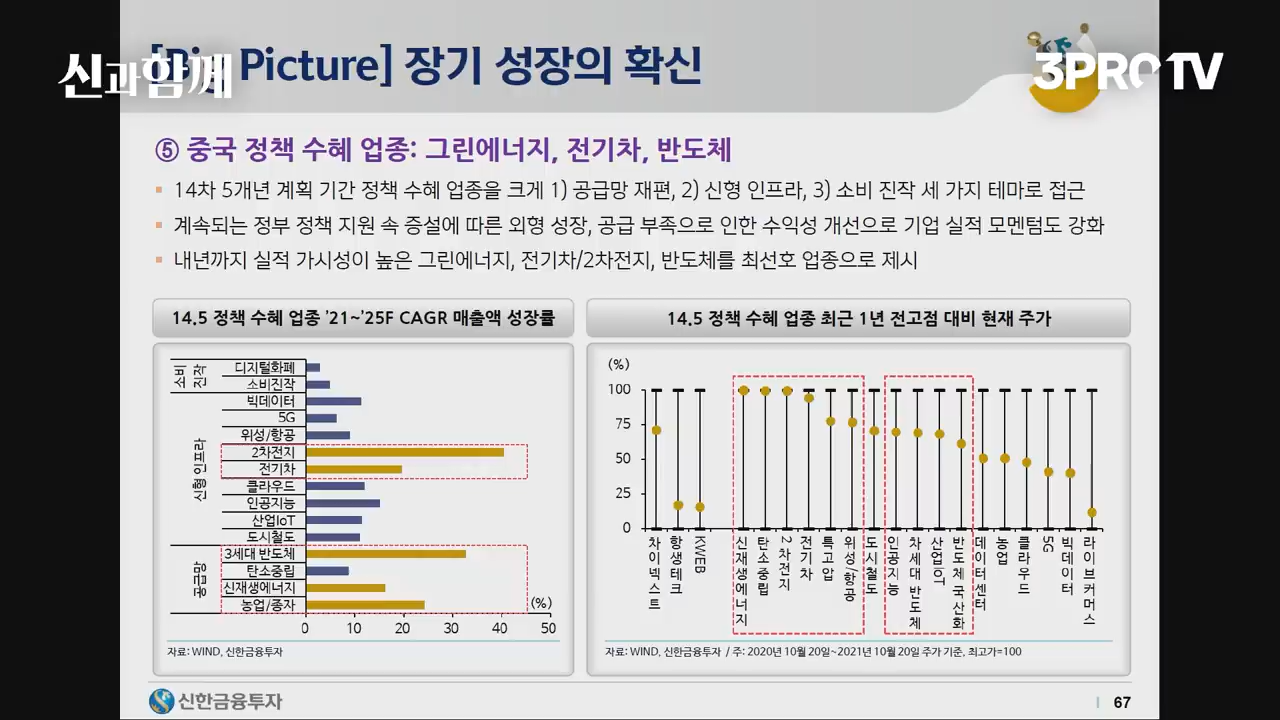 신과함께
[Big Picture] 장기 성장의 확신
3PROTV
⑤ 중국 정책 수혜 업종: 그린에너지, 전기차, 반도체
▪ 14차 5개년 계획 기간 정책 수혜 업종을 크게 1) 공급망 재편, 2) 신형 인프라, 3) 소비 진작 세 가지 테마로 접근
▪ 계속되는 정부 정책 지원 속 증설에 따른 외형 성장, 공급 부족으로 인한 수익성 개선으로 기업 실적 모멘텀도 강화
▪ 내년까지 실적 가시성이 높은 그린에너지, 전기차/2차전지, 반도체를 최선호 업종으로 제시
14.5 정책 수혜 업종 '21~'25F CAGR 매출액 성장률
소비 진작
디지털화폐
소비진작
신형 인프라
빅데이터
5G
위성/항공
2차전지
전기차
클라우드
인공지능
산업IoT
도시철도
공급망
3세대 반도체
탄소중립
신재생에너지
농업/종자
(%)
0 10 20 30 40 50
자료: WIND, 신한금융투자
14.5 정책 수혜 업종 최근 1년 전고점 대비 현재 주가
(%)
100
75
50
25
0
차이넥스트
항생테크
KWEB
신재생에너지
탄소중립
2차전지
전기차
특고압
위성/항공
도시철도
인공지능
차세대 반도체
산업IoT
반도체 국산화
데이터센터
농업
클라우드
5G
빅데이터
라이브커머스
자료: WIND, 신한금융투자 / 주: 2020년 10월 20일~2021년 10월 20일 주가 기준, 최고가=100
신한금융투자
67